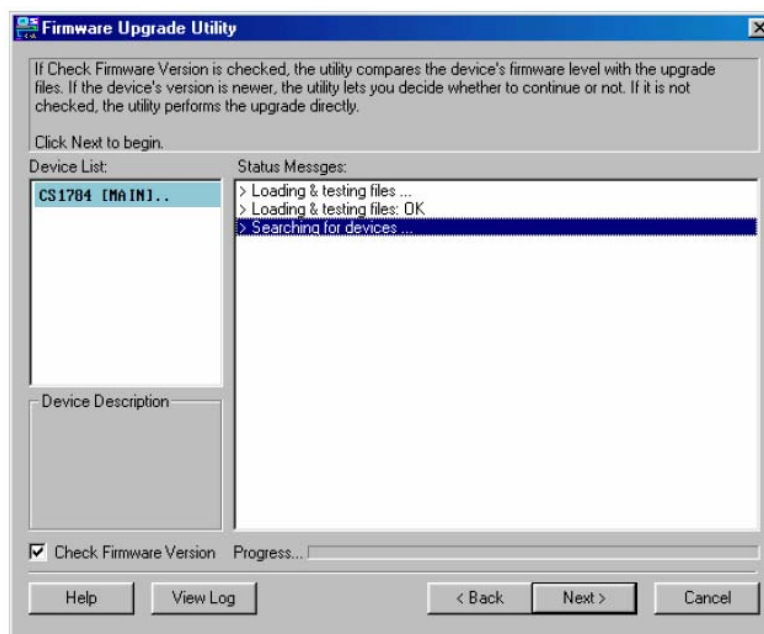 Firmware Upgrade Utility
If Check Firmware Version is checked, the utility compares the device's firmware level with the upgrade
files. If the device's version is newer, the utility lets you decide whether to continue or not. If it is not
checked, the utility performs the upgrade directly.
Click Next to begin.
Device List:
Status Messges:
CS1784 [MAIN]..
> Loading & testing files ...
> Loading & testing files: OK
> Searching for devices ...
Device Description
Check Firmware Version
Progress...
Help
View Log
< Back
Next >
Cancel